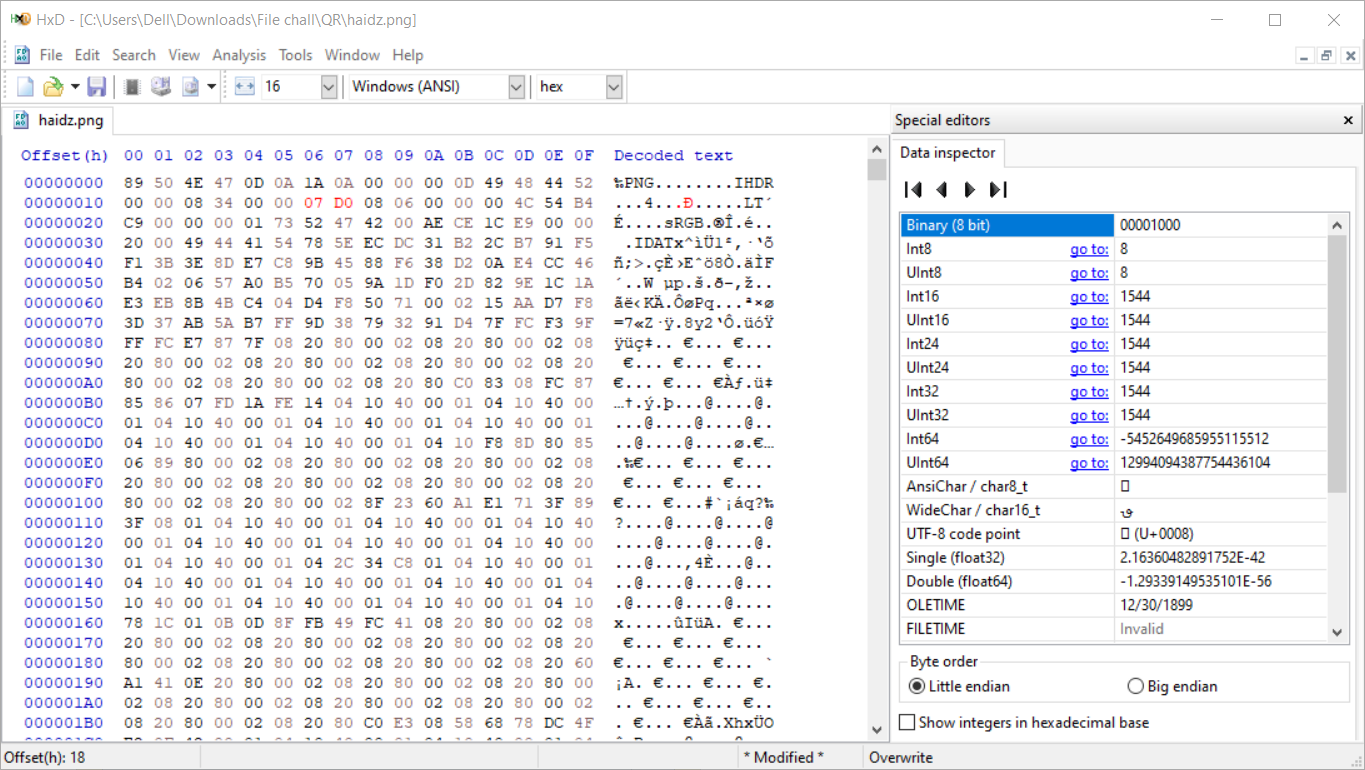 HxD - [C:\Users\Dell\Downloads\File chall\QR\haidz.png]
File Edit Search View Analysis Tools Window Help
16 Windows (ANSI) hex
haidz.png
Offset(h) 00 01 02 03 04 05 06 07 08 09 0A 0B 0C 0D 0E 0F Decoded text
00000000 89 50 4E 47 0D 0A 1A 0A 00 00 00 0D 49 48 44 52 ‰PNG........IHDR
00000010 00 00 08 34 00 00 07 D0 08 06 00 00 00 4C 54 B4 ...4...Ð.....LT´
00000020 C9 00 00 00 01 73 52 47 42 00 AE CE 1C E9 00 00 É....sRGB.®Î.é..
00000030 20 00 49 44 41 54 78 5E EC DC 31 B2 2C B7 91 F5 .IDATx^ìÜ1²,·‘õ
00000040 F1 3B 3E 8D E7 C8 9B 45 88 F6 38 D2 0A E4 CC 46 ñ;>.çÈ›Eˆö8Ò.äÌF
00000050 B4 02 06 57 A0 B5 70 05 9A 1D F0 2D 82 9E 1C 1A ´..W µp.š.ð-‚ž..
00000060 E3 EB 8B 4B C4 04 D4 F8 50 71 00 02 15 AA D7 F8 ãë‹KÄ.ÔøPq...ª×ø
00000070 3D 37 AB 5A B7 FF 9D 38 79 32 91 D4 7F FC F3 9F =7«Z·ÿ.8y2‘Ô.üóŸ
00000080 FF FC E7 87 7F 08 20 80 00 02 08 20 80 00 02 08 ÿüç‡.. €... €...
00000090 20 80 00 02 08 20 80 00 02 08 20 80 00 02 08 20 €... €... €...
000000A0 80 00 02 08 20 80 00 02 08 20 80 C0 83 08 FC 87 €... €... €Àƒ.ü‡
000000B0 85 86 07 FD 1A FE 14 04 10 40 00 01 04 10 40 00 …†.ý.þ...@....@.
000000C0 01 04 10 40 00 01 04 10 40 00 01 04 10 40 00 01 ...@....@....@..
000000D0 04 10 40 00 01 04 10 40 00 01 04 10 F8 8D 80 85 ..@....@....ø.€…
000000E0 06 89 80 00 02 08 20 80 00 02 08 20 80 00 02 08 .‰€... €... €...
000000F0 20 80 00 02 08 20 80 00 02 08 20 80 00 02 08 20 €... €... €...
00000100 80 00 02 08 20 80 00 02 8F 23 60 A1 E1 71 3F 89 €... €...#`¡áq?‰
00000110 3F 08 01 04 10 40 00 01 04 10 40 00 01 04 10 40 ?....@....@....@
00000120 00 01 04 10 40 00 01 04 10 40 00 01 04 10 40 00 ....@....@....@.
00000130 01 04 10 40 00 01 04 2C 34 C8 01 04 10 40 00 01 ...@...,4È...@..
00000140 04 10 40 00 01 04 10 40 00 01 04 10 40 00 01 04 ..@....@....@...
00000150 10 40 00 01 04 10 40 00 01 04 10 40 00 01 04 10 .@....@....@....
00000160 78 1C 01 0B 0D 8F FB 49 FC 41 08 20 80 00 02 08 x.....ûIüA. €...
00000170 20 80 00 02 08 20 80 00 02 08 20 80 00 02 08 20 €... €... €...
00000180 80 00 02 08 20 80 00 02 08 20 80 00 02 08 20 60 €... €... €... `
00000190 A1 41 0E 20 80 00 02 08 20 80 00 02 08 20 80 00 ¡A. €... €... €.
000001A0 02 08 20 80 00 02 08 20 80 00 02 08 20 80 00 02 .. €... €... €..
000001B0 08 20 80 00 02 08 20 80 C0 E3 08 58 68 78 DC 4F . €... €Àã.XhxÜO
Special editors
Data inspector
Binary (8 bit) 00001000
Int8 go to: 8
UInt8 go to: 8
Int16 go to: 1544
UInt16 go to: 1544
Int24 go to: 1544
UInt24 go to: 1544
Int32 go to: 1544
UInt32 go to: 1544
Int64 go to: -5452649685955115512
UInt64 go to: 12994094387754436104
AnsiChar / char8_t
WideChar / char16_t ؈
UTF-8 code point (U+0008)
Single (float32) 2.16360482891752E-42
Double (float64) -1.29339149535101E-56
OLETIME 12/30/1899
FILETIME Invalid
Byte order
Little endian Big endian
Show integers in hexadecimal base
Offset(h): 18 * Modified * Overwrite